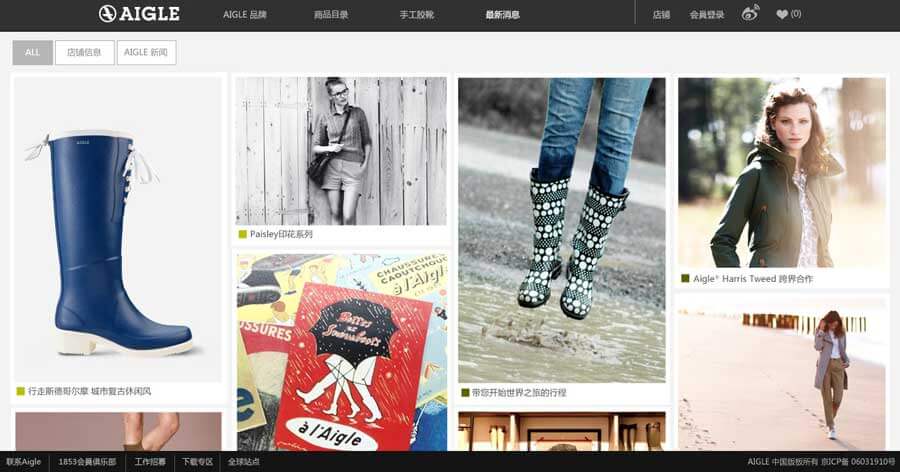 AIGLE
AIGLE 品牌
商品目录
手工胶靴
最新消息
店铺
会员登录
(0)
ALL
店铺信息
AIGLE 新闻
AIGLE
Paisley印花系列
Aigle® Harris Tweed 跨界合作
CHAUSSURES
CAOUTCHOUC
à l'Aigle
SSURES
Bottes
et
Snowboots
à l'Aigle
行走斯德哥尔摩 城市复古休闲风
带您开始世界之旅的行程
联系Aigle
1853会員俱乐部
工作招募
下载专区
全球站点
AIGLE 中国版版所有 京ICP备 06031910号